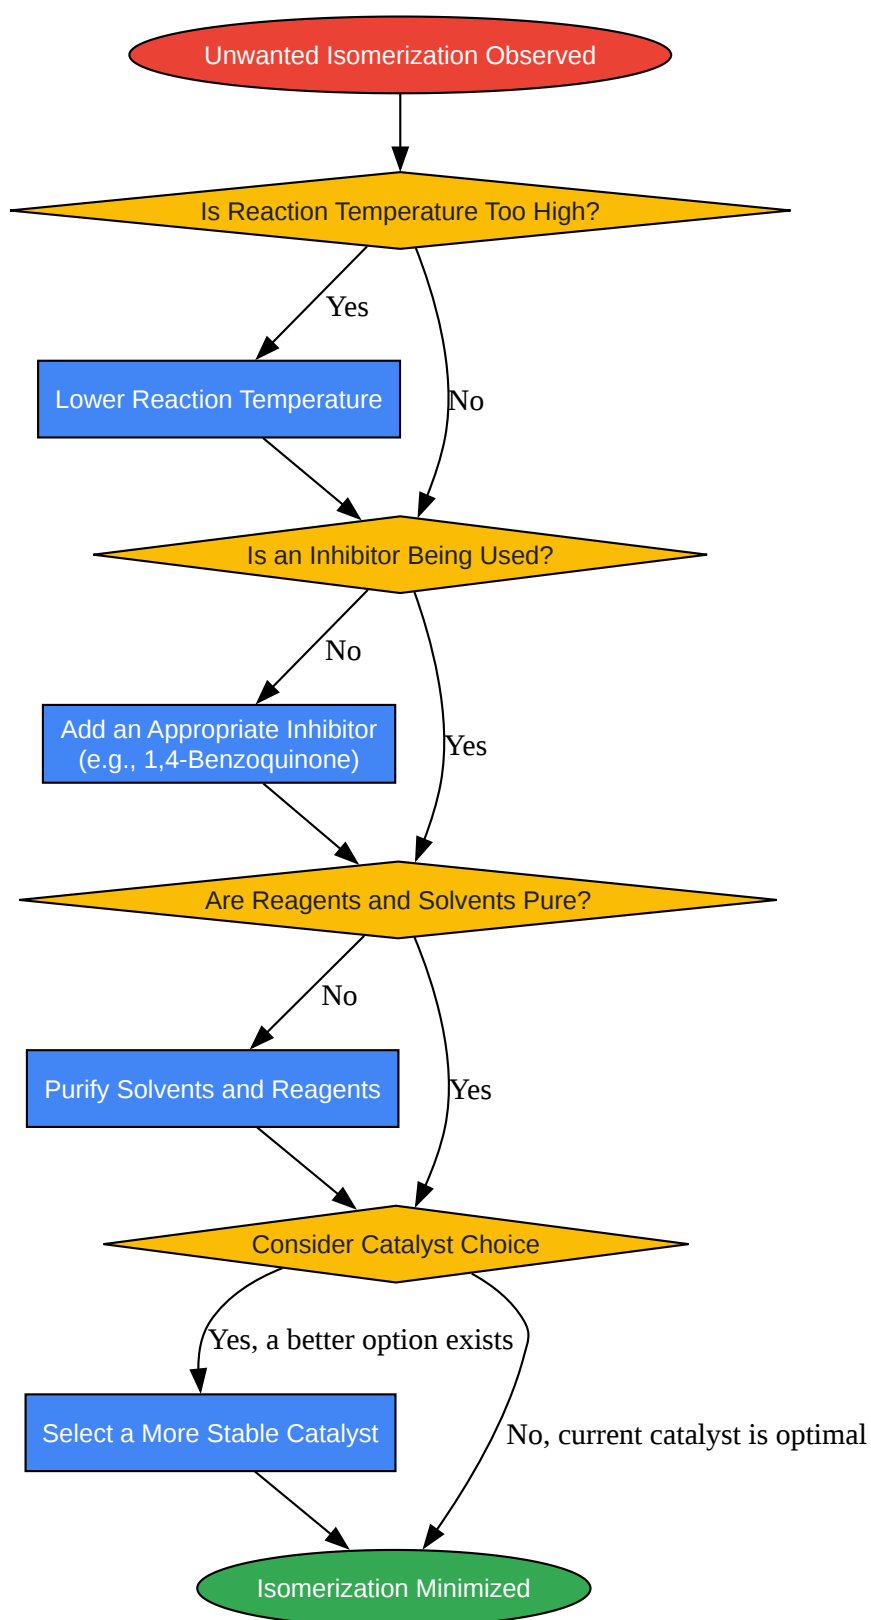 Unwanted Isomerization Observed
Is Reaction Temperature Too High?
Yes
Lower Reaction Temperature
No
Is an Inhibitor Being Used?
No
Add an Appropriate Inhibitor
(e.g., 1,4-Benzoquinone)
Yes
Are Reagents and Solvents Pure?
No
Purify Solvents and Reagents
Yes
Consider Catalyst Choice
Yes, a better option exists
Select a More Stable Catalyst
No, current catalyst is optimal
Isomerization Minimized